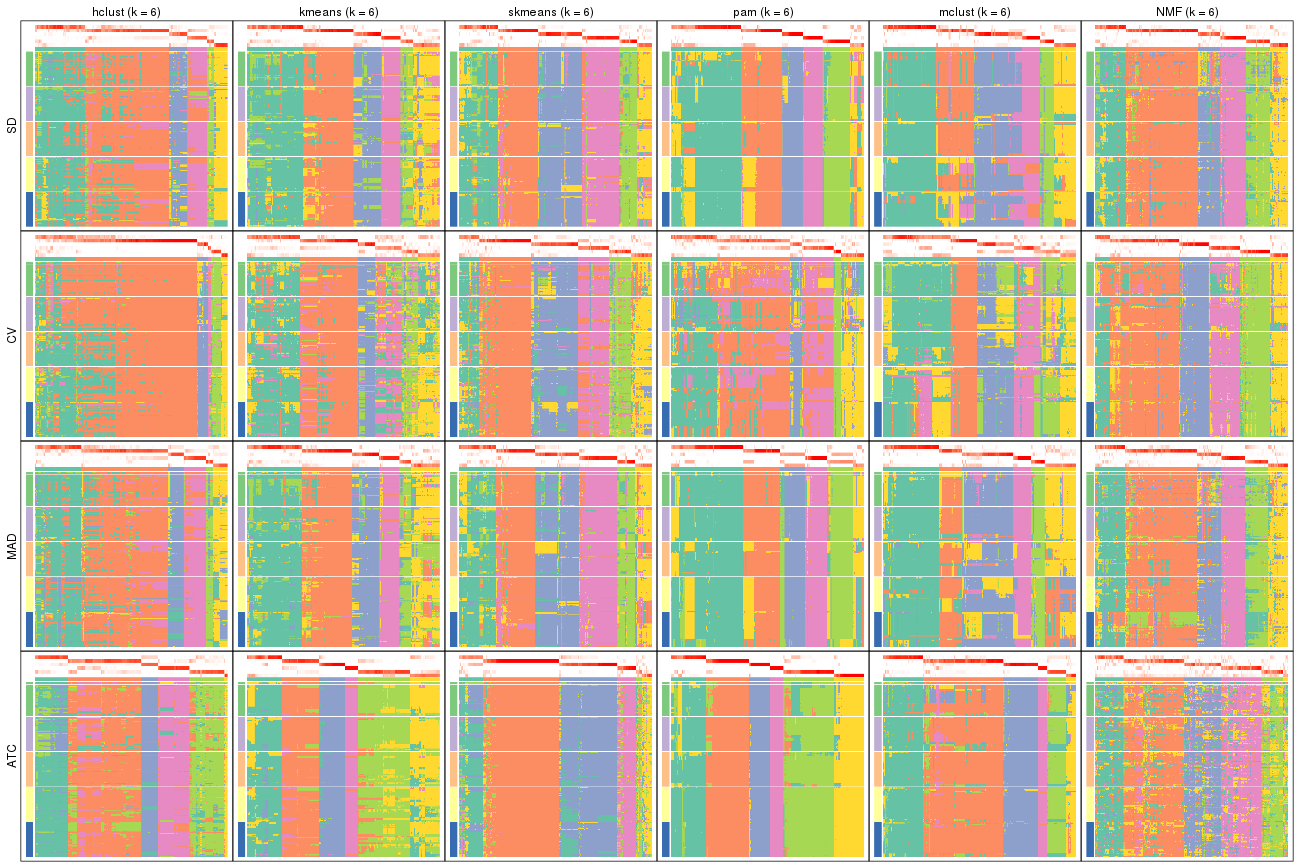 hclust (k = 6) kmeans (k = 6) skmeans (k = 6) pam (k = 6) mclust (k = 6) NMF (k = 6)
SD
CV
MAD
ATC